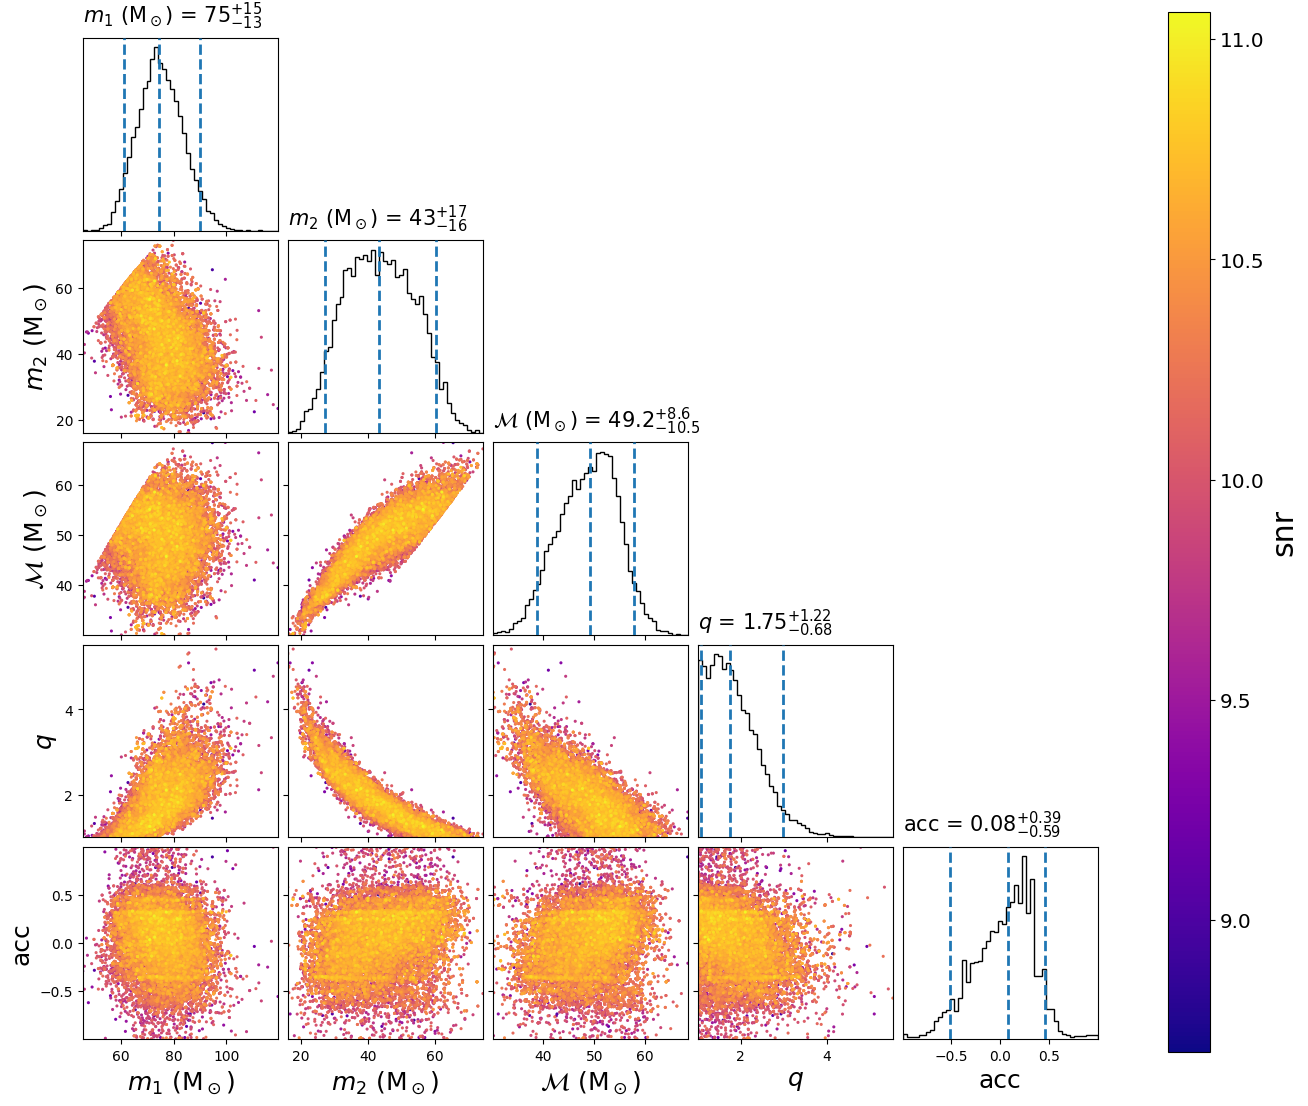 m₁ (M⊙) = 75⁺¹⁵₋₁₃
11.0
m₂ (M⊙) = 43⁺¹⁷₋₁₆
10.5
m₂ (M⊙)
60
40
20
ℳ (M⊙) = 49.2⁺⁸·⁶₋₁₀.₅
10.0
snr
ℳ (M⊙)
60
50
40
q = 1.75⁺¹·²²₋₀.₆₈
9.5
q
4
2
acc = 0.08⁺⁰·³⁹₋₀.₅₉
9.0
acc
0.5
0.0
−0.5
60 80 100 20 40 60 40 50 60 2 4 −0.5 0.0 0.5
m₁ (M⊙) m₂ (M⊙) ℳ (M⊙) q acc